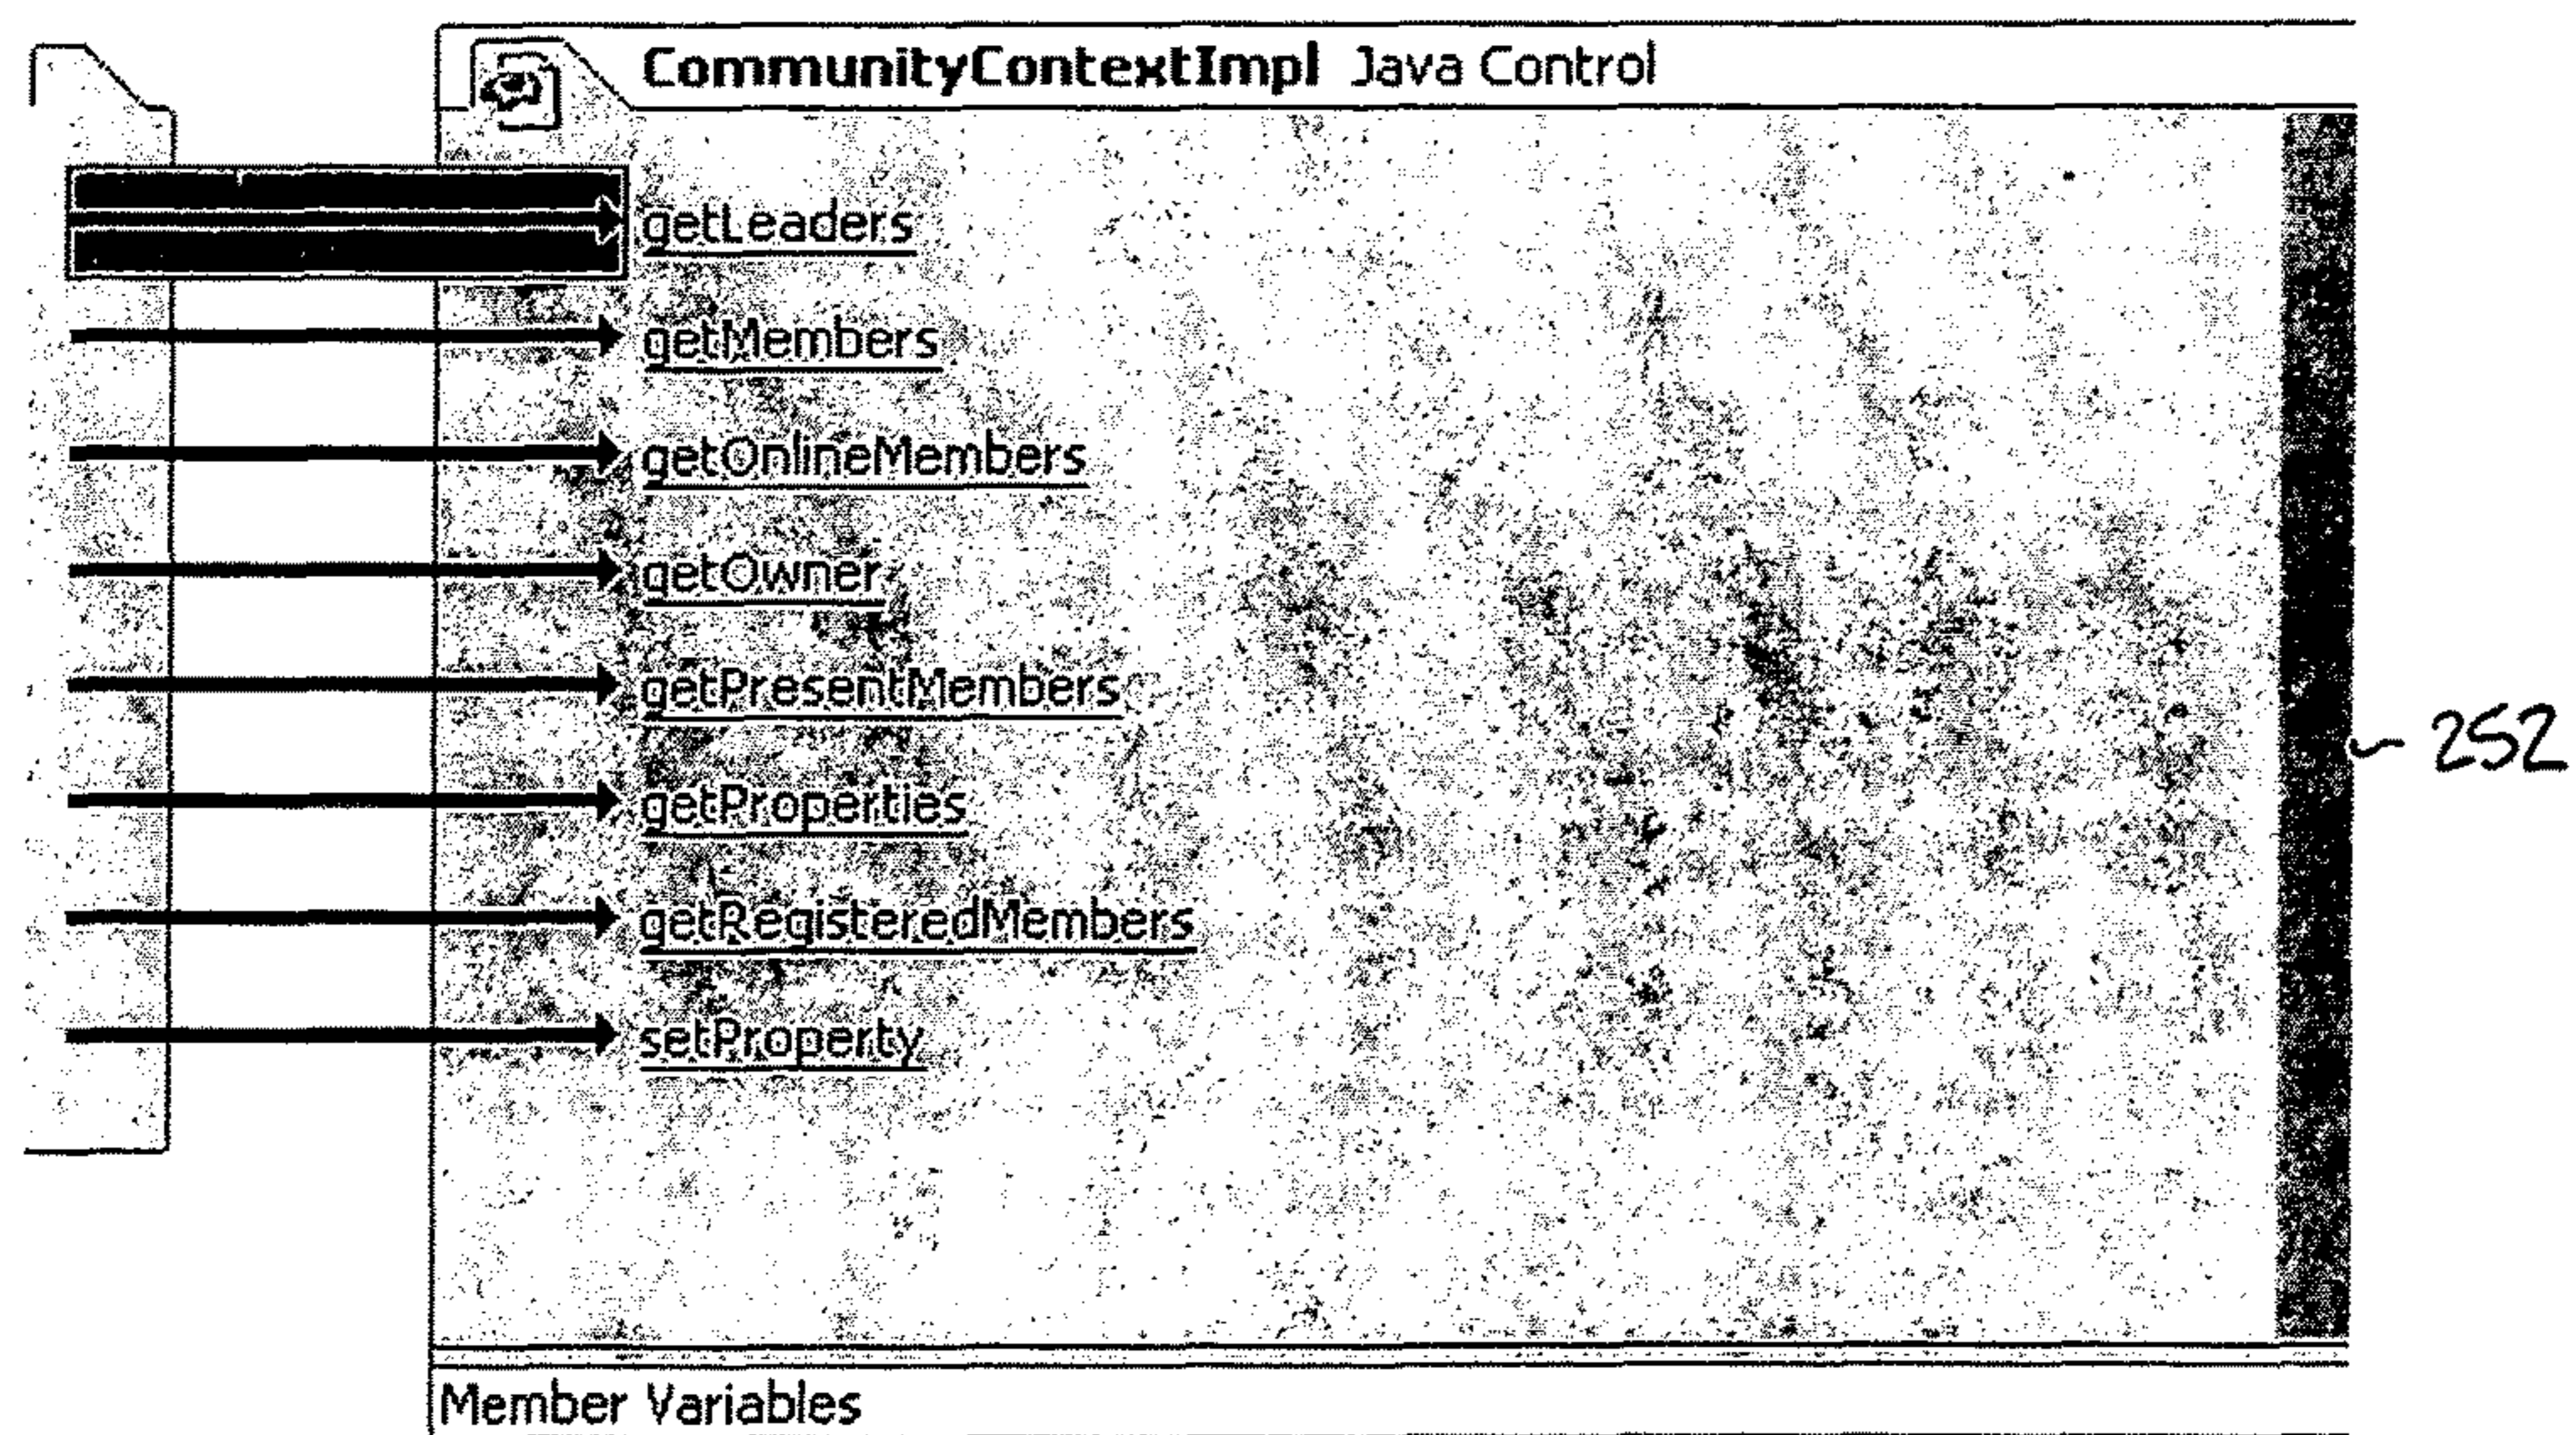 CommunityContextImpl Java Control
getLeaders
getMembers
getOnlineMembers
getOwner
getPresentMembers
252
getProperties
getRegisteredMembers
setProperty
Member Variables